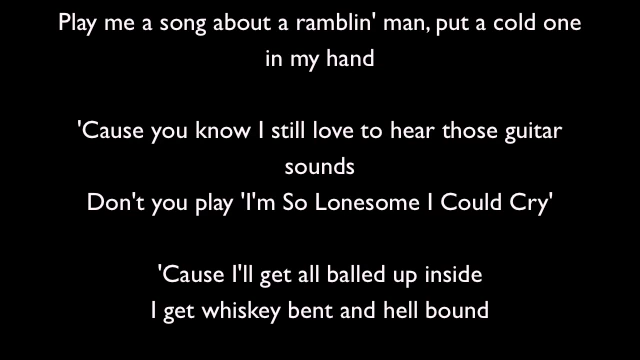 Play me a song about a ramblin' man, put a cold one
in my hand
'Cause you know I still love to hear those guitar
sounds
Don't you play 'I'm So Lonesome I Could Cry'
'Cause I'll get all balled up inside
I get whiskey bent and hell bound